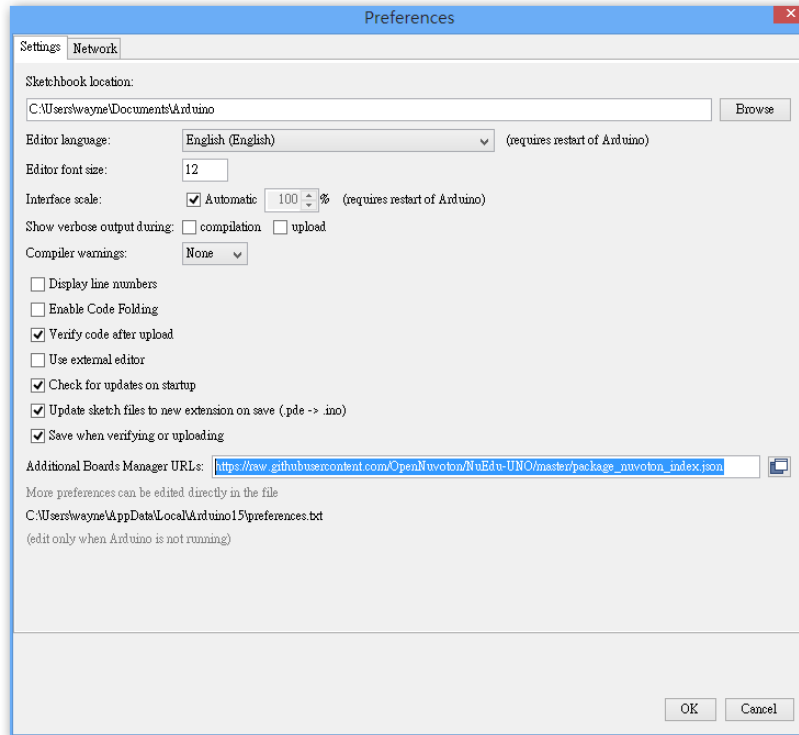 Preferences
Settings Network
Sketchbook location:
C:\Users\wayne\Documents\Arduino Browse
Editor language: English (English) (requires restart of Arduino)
Editor font size: 12
Interface scale: Automatic 100 % (requires restart of Arduino)
Show verbose output during: compilation upload
Compiler warnings: None
Display line numbers
Enable Code Folding
Verify code after upload
Use external editor
Check for updates on startup
Update sketch files to new extension on save (.pde -> .ino)
Save when verifying or uploading
Additional Boards Manager URLs: https://raw.githubusercontent.com/OpenNuvoton/NuEdu-UNO/master/package_nuvoton_index.json
More preferences can be edited directly in the file
C:\Users\wayne\AppData\Local\Arduino15\preferences.txt
(edit only when Arduino is not running)
OK Cancel